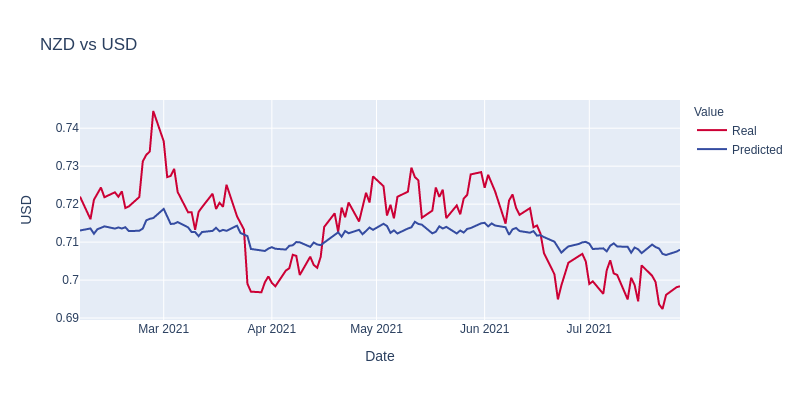 NZD vs USD
Value
Real
Predicted
0.74
0.73
0.72
0.71
0.7
0.69
USD
Mar 2021
Apr 2021
May 2021
Jun 2021
Jul 2021
Date